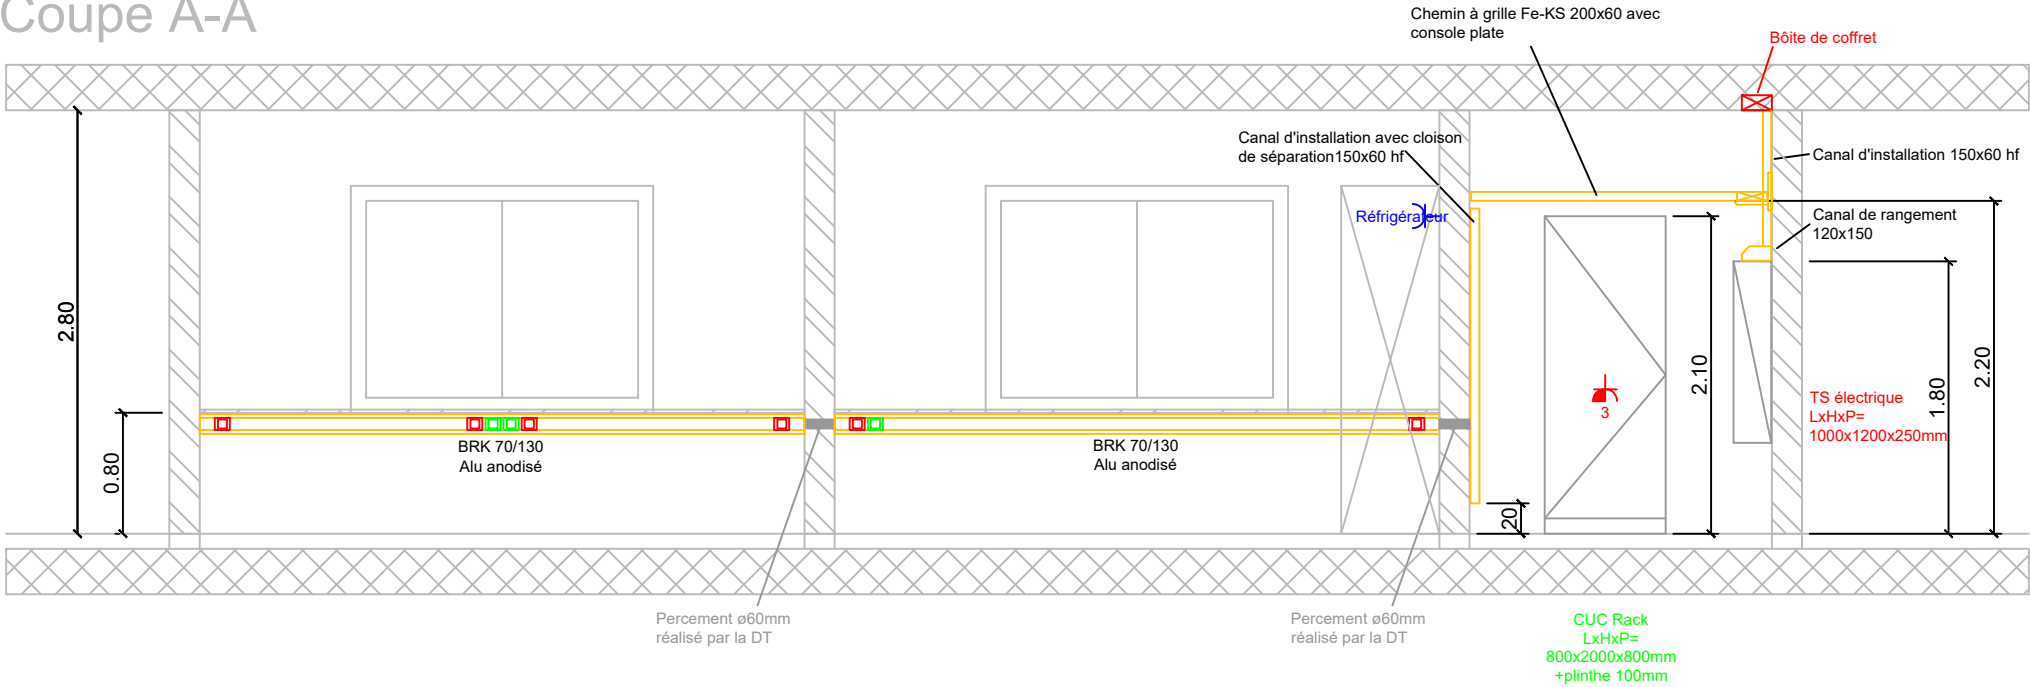 Coupe A-A
Chemin à grille Fe-KS 200x60 avec
console plate
Bôite de coffret
Canal d'installation avec cloison
de séparation150x60 hf
Canal d'installation 150x60 hf
Réfrigérateur
Canal de rangement
120x150
2.80
0.80
BRK 70/130
Alu anodisé
BRK 70/130
Alu anodisé
20
3
2.10
TS électrique
LxHxP=
1000x1200x250mm
1.80
2.20
Percement ø60mm
réalisé par la DT
Percement ø60mm
réalisé par la DT
CUC Rack
LxHxP=
800x2000x800mm
+plinthe 100mm